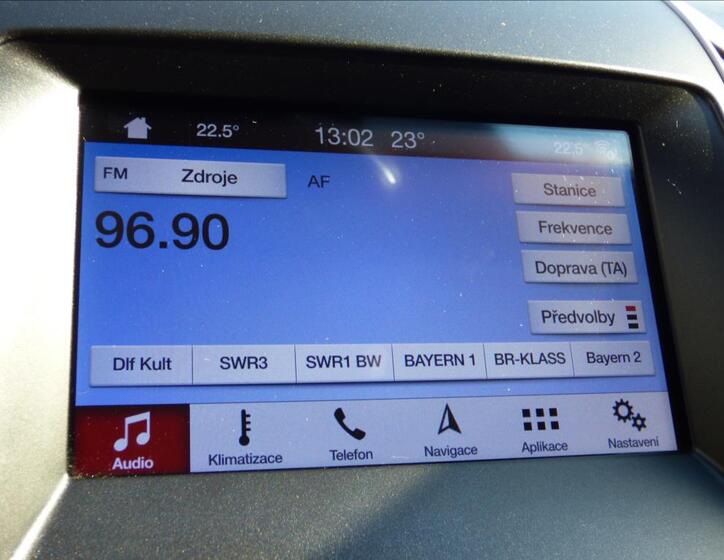 22.5° 13:02 23° 22.5°
FM Zdroje AF Stanice
96.90 Frekvence
Doprava (TA)
Předvolby
Dlf Kult SWR3 SWR1 BW BAYERN 1 BR-KLASS Bayern 2
Audio Klimatizace Telefon Navigace Aplikace Nastavení